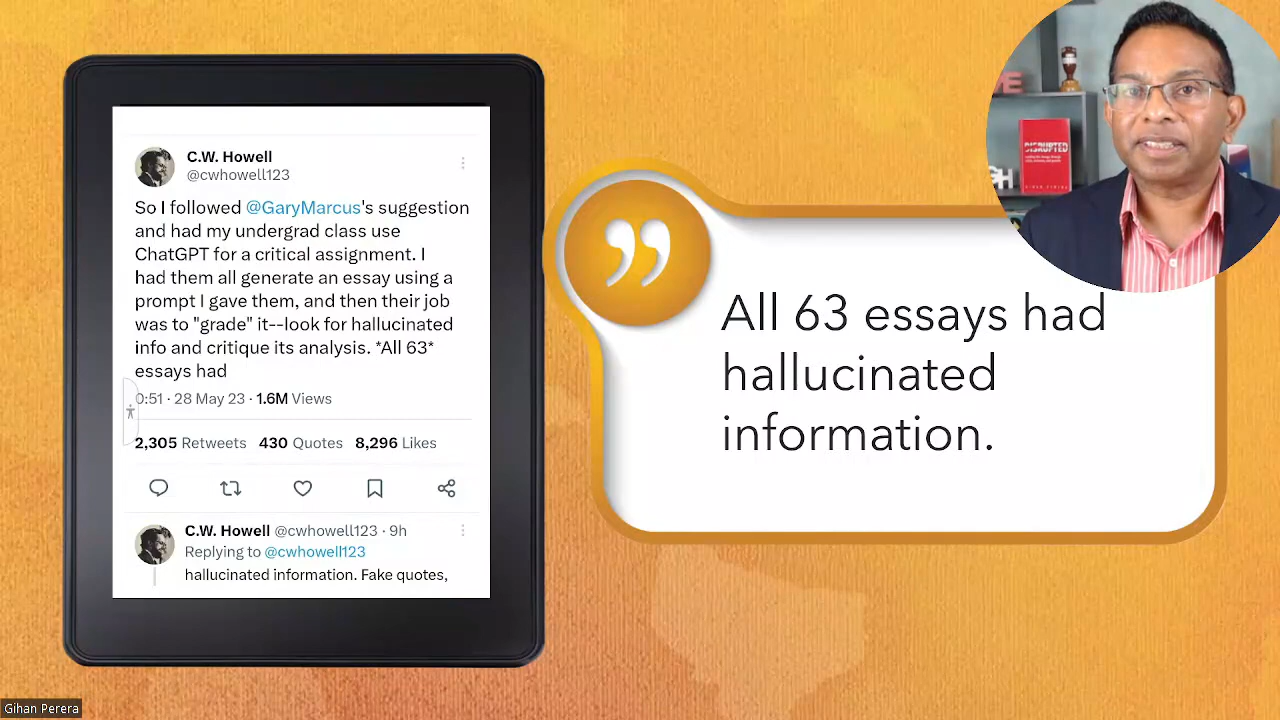 C.W. Howell
@cwhowell123
So I followed @GaryMarcus's suggestion
and had my undergrad class use
ChatGPT for a critical assignment. I
had them all generate an essay using a
prompt I gave them, and then their job
was to "grade" it--look for hallucinated
info and critique its analysis. *All 63*
essays had
0:51 · 28 May 23 · 1.6M Views
2,305 Retweets 430 Quotes 8,296 Likes
C.W. Howell @cwhowell123 · 9h
Replying to @cwhowell123
hallucinated information. Fake quotes,
”
All 63 essays had
hallucinated
information.
DISRUPTED
GIHAN PERERA
Gihan Perera